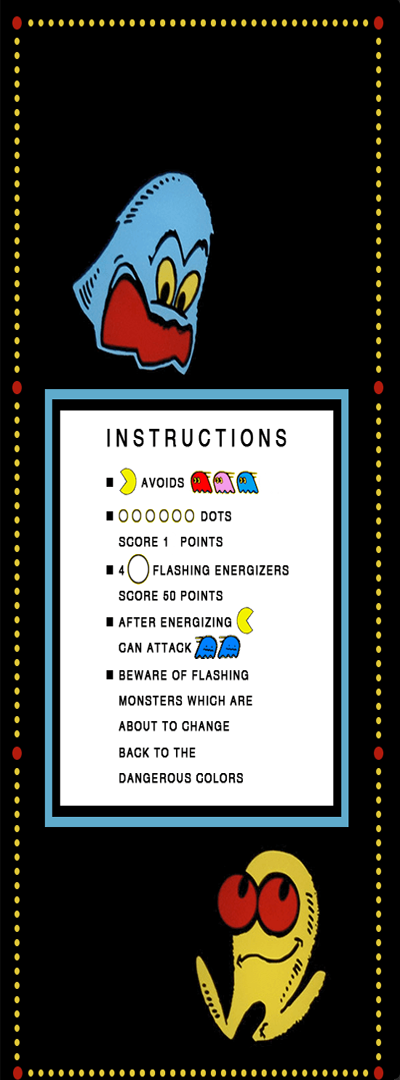 INSTRUCTIONS
AVOIDS
DOTS
SCORE 1 POINTS
4 FLASHING ENERGIZERS
SCORE 50 POINTS
AFTER ENERGIZING
CAN ATTACK
BEWARE OF FLASHING
MONSTERS WHICH ARE
ABOUT TO CHANGE
BACK TO THE
DANGEROUS COLORS